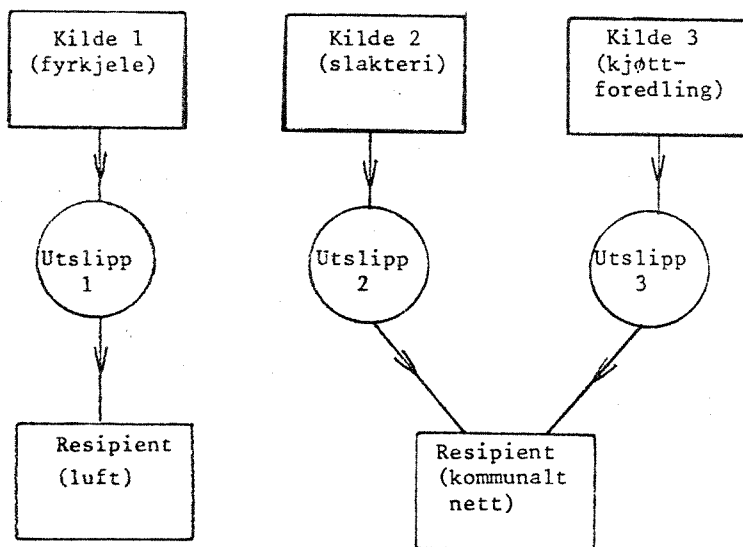 Kilde 1
(fyrkjele)
Kilde 2
(slakteri)
Kilde 3
(kjøtt-
foredling)
Utslipp
1
Utslipp
2
Utslipp
3
Resipient
(luft)
Resipient
(kommunalt
nett)